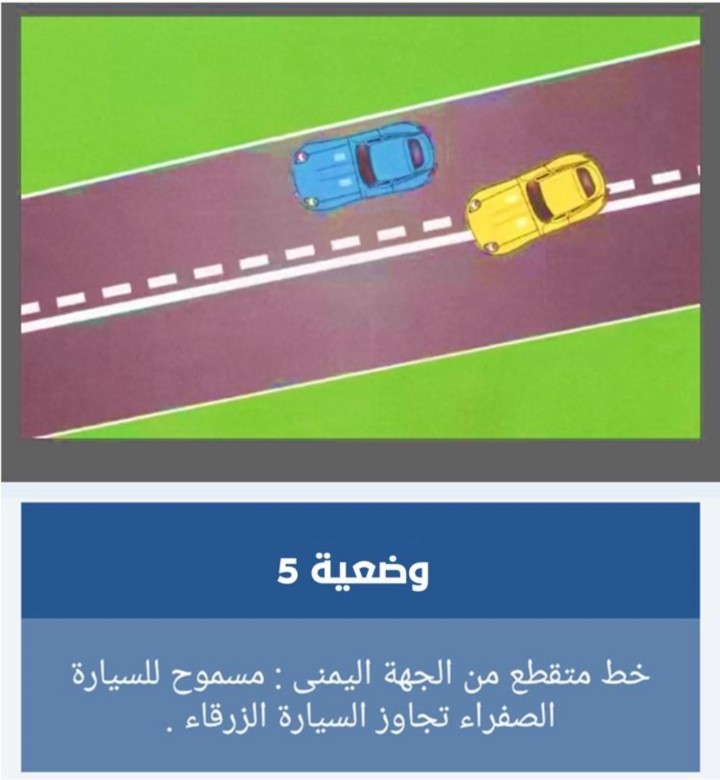 وضعية 5
خط متقطع من الجهة اليمنى : مسموح للسيارة
الصفراء تجاوز السيارة الزرقاء .